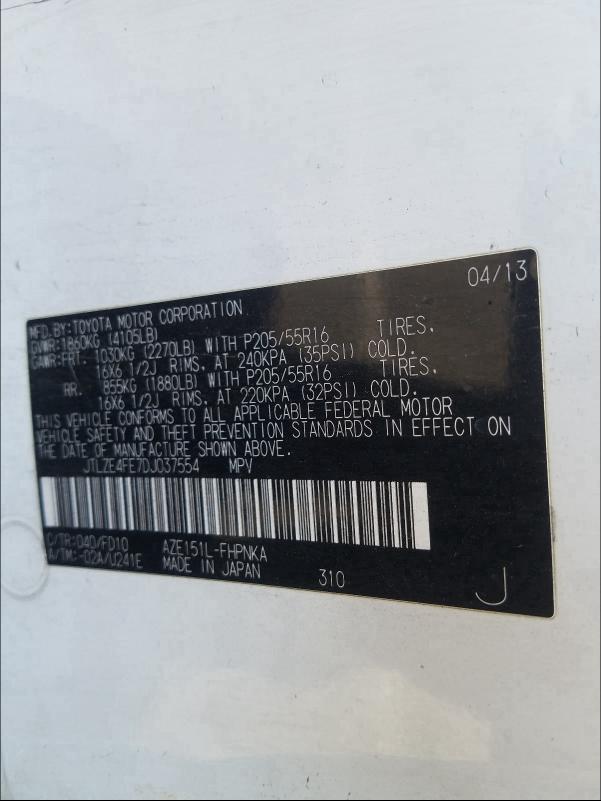 04/13
MFD.BY:TOYOTA MOTOR CORPORATION
GVWR:1860KG (4105LB)
GAWR:FRT. 1030KG (2270LB) WITH P205/55R16 TIRES,
16X6 1/2J RIMS, AT 240KPA (35PSI) COLD.
RR. 855KG (1880LB) WITH P205/55R16 TIRES,
16X6 1/2J RIMS, AT 220KPA (32PSI) COLD.
THIS VEHICLE CONFORMS TO ALL APPLICABLE FEDERAL MOTOR
VEHICLE SAFETY AND THEFT PREVENTION STANDARDS IN EFFECT ON
THE DATE OF MANUFACTURE SHOWN ABOVE.
JTLZE4FE7DJ037554 MPV
C/TR:040/FD10 AZE151L-FHPNKA
A/TM:-02A/U241E MADE IN JAPAN 310
J